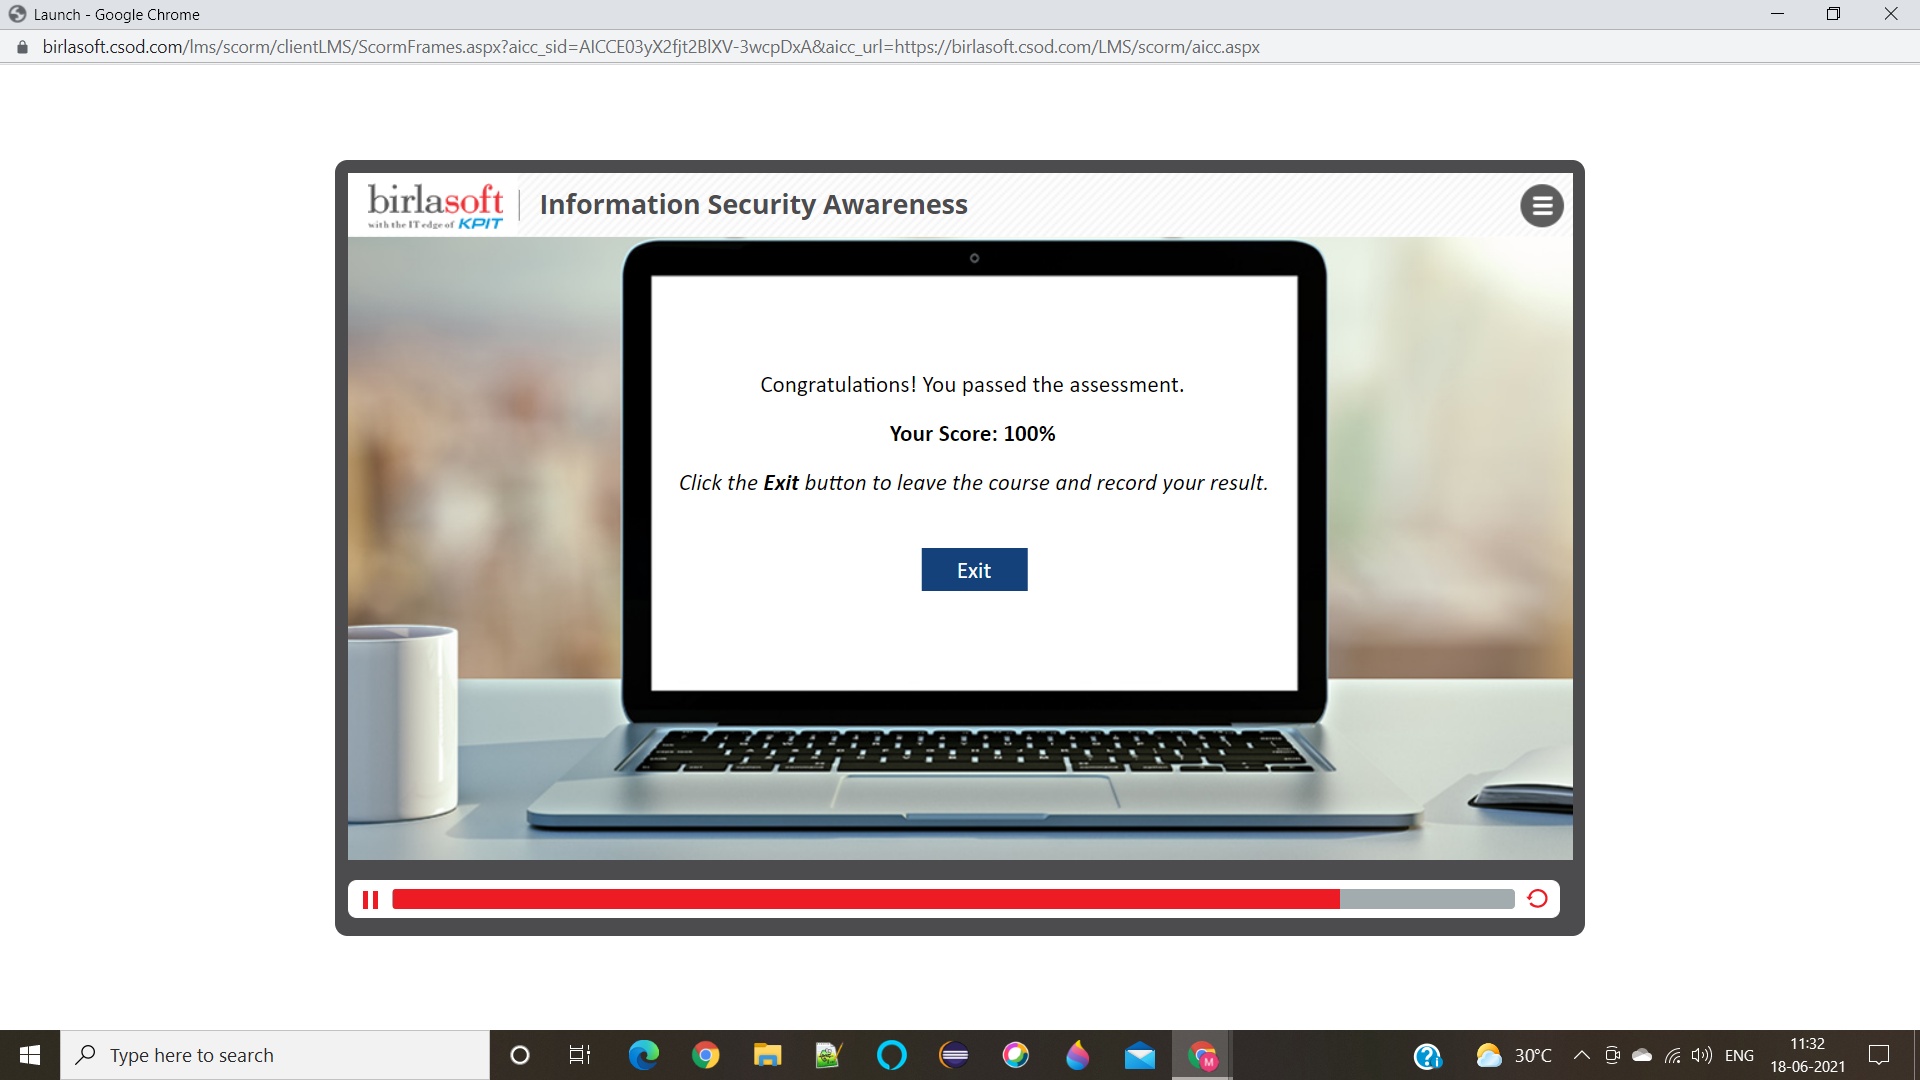 Launch - Google Chrome
birlasoft.csod.com/lms/scorm/clientLMS/ScormFrames.aspx?aicc_sid=AICCE03yX2fjt2BlXV-3wcpDxA&aicc_url=https://birlasoft.csod.com/LMS/scorm/aicc.aspx
birlasoft
with the IT edge of KPIT
Information Security Awareness
Congratulations! You passed the assessment.
Your Score: 100%
Click the Exit button to leave the course and record your result.
Exit
Type here to search
M
30°C
ENG
11:32
18-06-2021